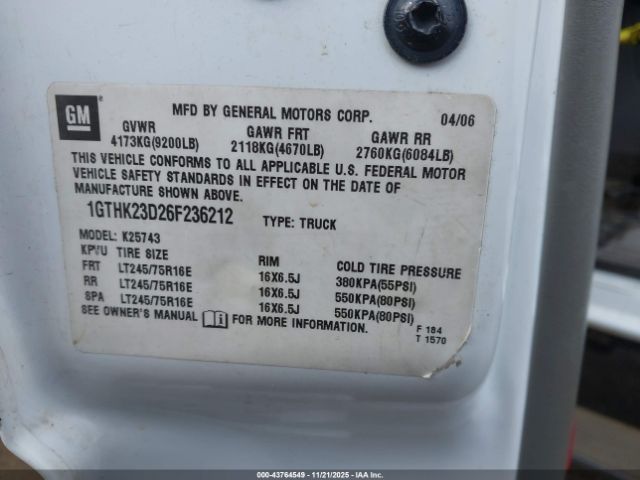 GM
MFD BY GENERAL MOTORS CORP. 04/06
GVWR GAWR FRT GAWR RR
4173KG(9200LB) 2118KG(4670LB) 2760KG(6084LB)
THIS VEHICLE CONFORMS TO ALL APPLICABLE U.S. FEDERAL MOTOR
VEHICLE SAFETY STANDARDS IN EFFECT ON THE DATE OF
MANUFACTURE SHOWN ABOVE.
1GTHK23D26F236212 TYPE: TRUCK
MODEL: K25743
KPVU TIRE SIZE RIM COLD TIRE PRESSURE
FRT LT245/75R16E 16X6.5J 380KPA(55PSI)
RR LT245/75R16E 16X6.5J 550KPA(80PSI)
SPA LT245/75R16E 16X6.5J 550KPA(80PSI)
SEE OWNER'S MANUAL FOR MORE INFORMATION.
F 184
T 1570
000-43764549 - 11/21/2025 - IAAI.com